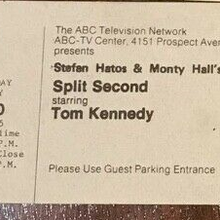 The ABC Television Network
ABC-TV Center, 4151 Prospect
presents
Stefan Hatos & Monty Hall's
Split Second
starring
Tom Kennedy
Please Use Guest Parking Entrance
P.M.
P.M.